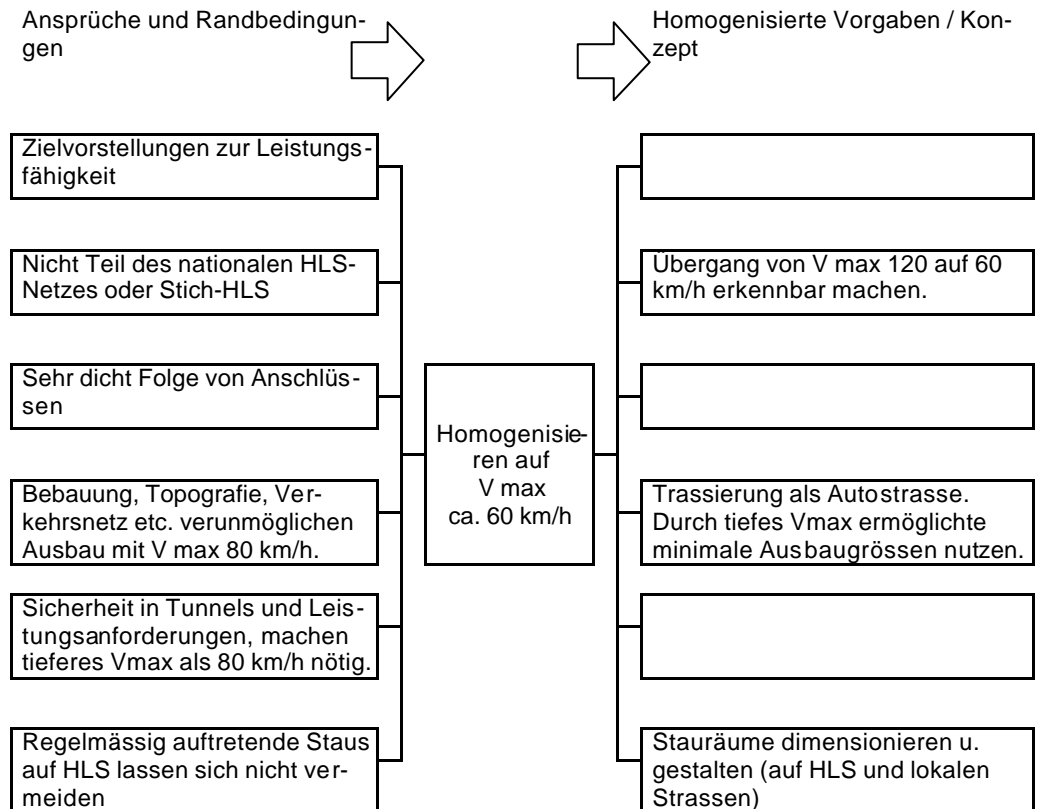 Ansprüche und Randbedingun-
gen
Homogenisierte Vorgaben / Kon-
zept
Zielvorstellungen zur Leistungs-
fähigkeit
Nicht Teil des nationalen HLS-
Netzes oder Stich-HLS
Sehr dicht Folge von Anschlüs-
sen
Bebauung, Topografie, Ver-
kehrsnetz etc. verunmöglichen
Ausbau mit V max 80 km/h.
Sicherheit in Tunnels und Leis-
tungsanforderungen, machen
tieferes Vmax als 80 km/h nötig.
Regelmässig auftretende Staus
auf HLS lassen sich nicht ver-
meiden
Homogenisie-
ren auf
V max
ca. 60 km/h
Übergang von V max 120 auf 60
km/h erkennbar machen.
Trassierung als Autostrasse.
Durch tiefes Vmax ermöglichte
minimale Ausbaugrössen nutzen.
Stauräume dimensionieren u.
gestalten (auf HLS und lokalen
Strassen)